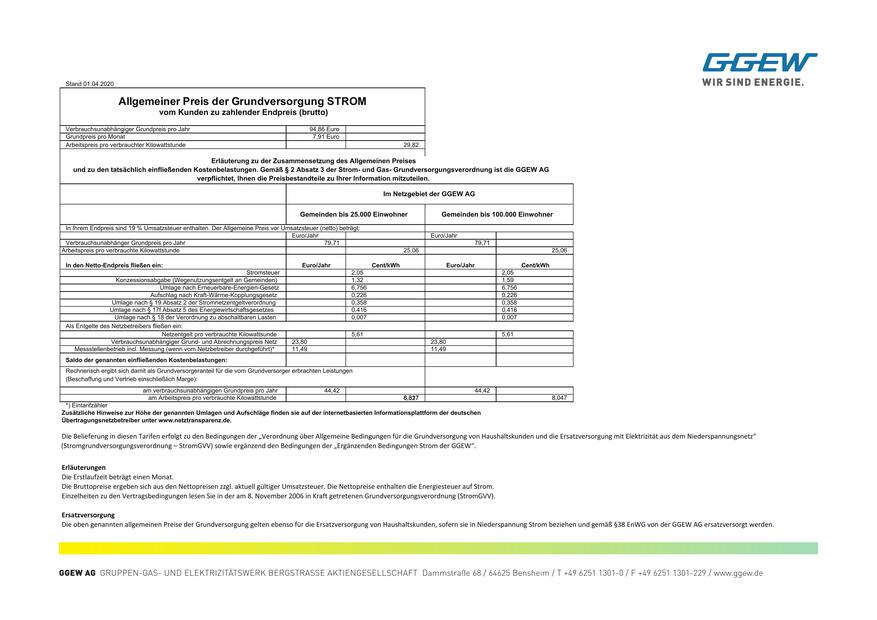 GGEW
WIR SIND ENERGIE.
Stand 01.04.2020
Allgemeiner Preis der Grundversorgung STROM
vom Kunden zu zahlender Endpreis (brutto)
Verbrauchsunabhängiger Grundpreis pro Jahr 94,86 Euro
Grundpreis pro Monat 7,91 Euro
Arbeitspreis pro verbrauchter Kilowattstunde 29,82
Erläuterung zu der Zusammensetzung des Allgemeinen Preises
und zu den tatsächlich einfließenden Kostenbelastungen. Gemäß § 2 Absatz 3 der Strom- und Gas- Grundversorgungsverordnung ist die GGEW AG
verpflichtet, Ihnen die Preisbestandteile zu Ihrer Information mitzuteilen.
Im Netzgebiet der GGEW AG
Gemeinden bis 25.000 Einwohner Gemeinden bis 100.000 Einwohner
In Ihrem Endpreis sind 19 % Umsatzsteuer enthalten. Der Allgemeine Preis vor Umsatzsteuer (netto) beträgt:
Euro/Jahr Euro/Jahr
Verbrauchsunabhänger Grundpreis pro Jahr 79,71 79,71
Arbeitspreis pro verbrauchte Kilowattstunde 25,06 25,06
In den Netto-Endpreis fließen ein: Euro/Jahr Cent/kWh Euro/Jahr Cent/kWh
Stromsteuer 2,05 2,05
Konzessionsabgabe (Wegenutzungsentgelt an Gemeinden) 1,32 1,59
Umlage nach Erneuerbare-Energien-Gesetz 6,756 6,756
Aufschlag nach Kraft-Wärme-Kopplungsgesetz 0,226 0,226
Umlage nach § 19 Absatz 2 der Stromnetzentgeltverordnung 0,358 0,358
Umlage nach § 17f Absatz 5 des Energiewirtschaftsgesetzes 0,416 0,416
Umlage nach § 18 der Verordnung zu abschaltbaren Lasten 0,007 0,007
Als Entgelte des Netzbetreibers fließen ein:
Netzentgelt pro verbrauchte Kilowattsunde 5,61 5,61
Verbrauchsunabhängiger Grund- und Abrechnungspreis Netz 23,80 23,80
Messstellenbetrieb incl. Messung (wenn vom Netzbetreiber durchgeführt)* 11,49 11,49
Saldo der genannten einfließenden Kostenbelastungen:
Rechnerisch ergibt sich damit als Grundversorgeranteil für die vom Grundversorger erbrachten Leistungen
(Beschaffung und Vertrieb einschließlich Marge):
am verbrauchsunabhängigen Grundpreis pro Jahr 44,42 44,42
am Arbeitspreis pro verbrauchte Kilowattstunde 8,047
*) Eintarifzähler
Zusätzliche Hinweise zur Höhe der genannten Umlagen und Aufschläge finden sie auf der internetbasierten Informationsplattform der deutschen
Übertragungsnetzbetreiber unter www.netztransparenz.de.
Die Belieferung in diesen Tarifen erfolgt zu den Bedingungen der „Verordnung über Allgemeine Bedingungen für die Grundversorgung von Haushaltskunden und die Ersatzversorgung mit Elektrizität aus dem Niederspannungsnetz“
(Stromgrundversorgungsverordnung – StromGVV) sowie ergänzend den Bedingungen der „Ergänzenden Bedingungen Strom der GGEW“.
Erläuterungen
Die Erstlaufzeit beträgt einen Monat.
Die Bruttopreise ergeben sich aus den Nettopreisen zzgl. aktuell gültiger Umsatzsteuer. Die Nettopreise enthalten die Energiesteuer auf Strom.
Einzelheiten zu den Vertragsbedingungen lesen Sie in der am 8. November 2006 in Kraft getretenen Grundversorgungsverordnung (StromGVV).
Ersatzversorgung
Die oben genannten allgemeinen Preise der Grundversorgung gelten ebenso für die Ersatzversorgung von Haushaltskunden, sofern sie in Niederspannung Strom beziehen und gemäß §38 EnWG von der GGEW AG ersatzversorgt werden.
GGEW AG GRUPPEN-GAS- UND ELEKTRIZITÄTSWERK BERGSTRASSE AKTIENGESELLSCHAFT Dammstraße 68 / 64625 Bensheim / T +49 6251 1301-0 / F +49 6251 1301-229 / www.ggew.de